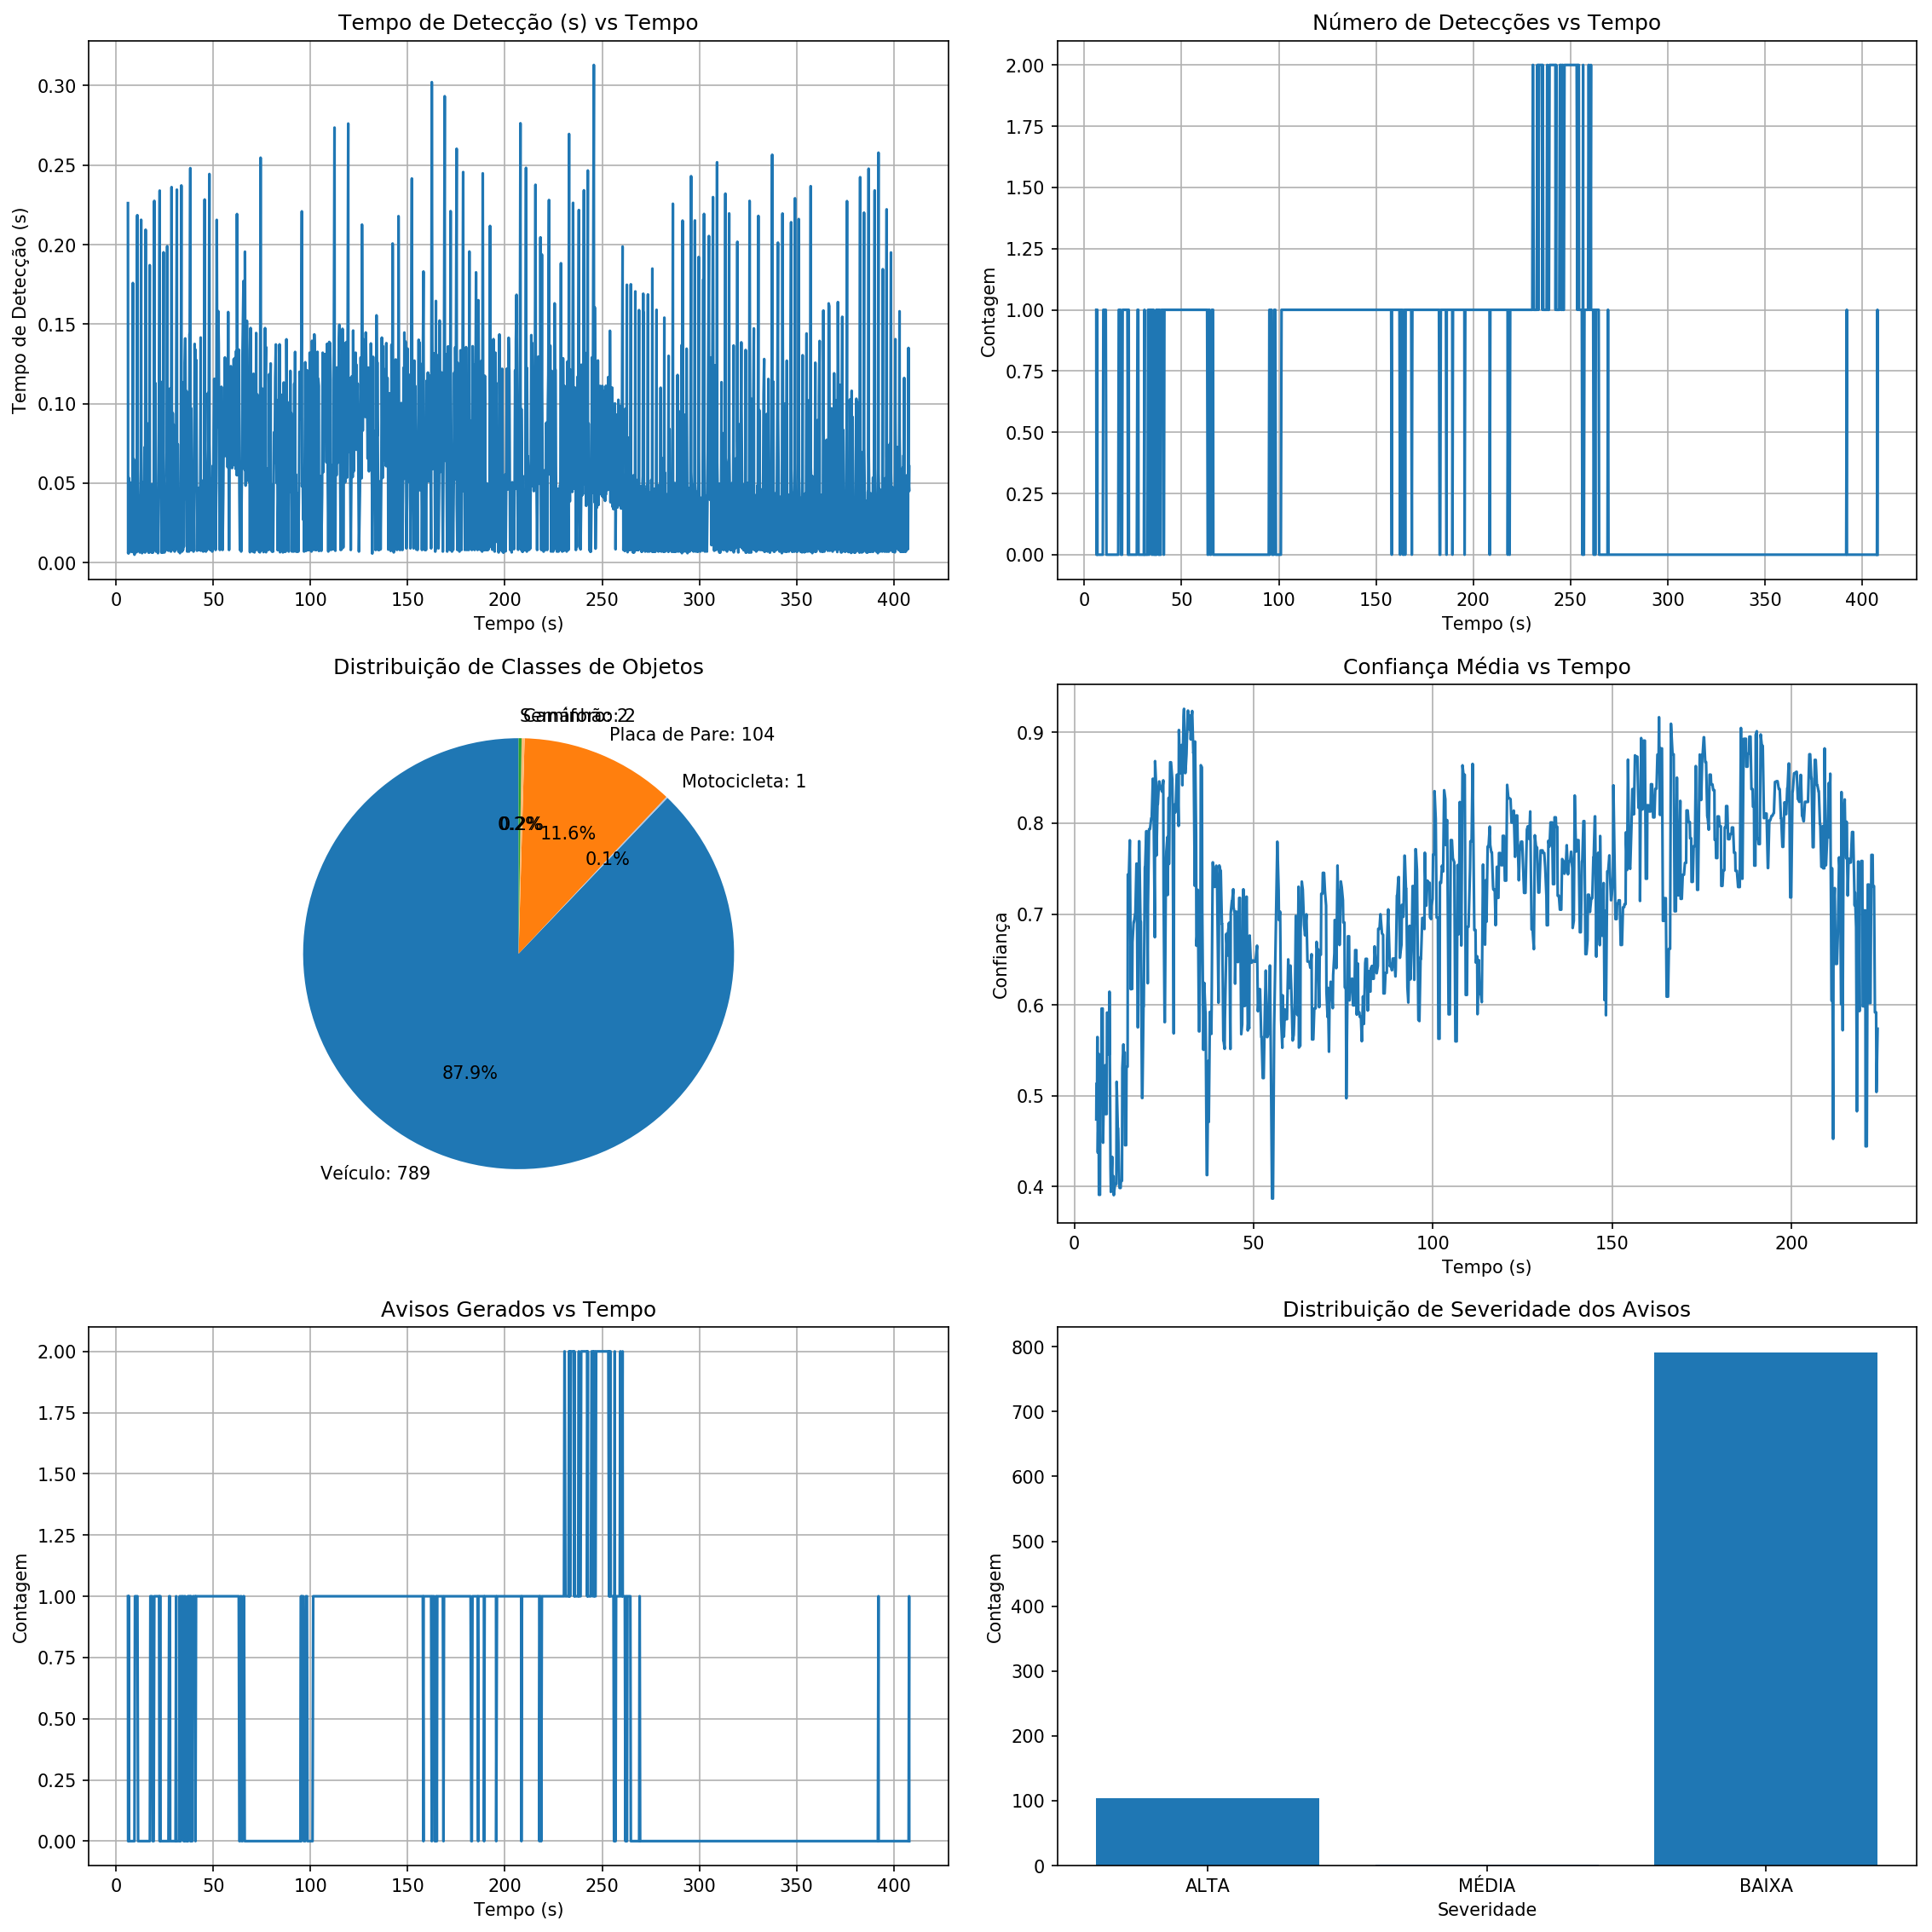 Tempo de Detecção (s) vs Tempo
Tempo de Detecção (s)
0.30
0.25
0.20
0.15
0.10
0.05
0.00
0 50 100 150 200 250 300 350 400
Tempo (s)
Número de Detecções vs Tempo
Contagem
2.00
1.75
1.50
1.25
1.00
0.75
0.50
0.25
0.00
0 50 100 150 200 250 300 350 400
Tempo (s)
Distribuição de Classes de Objetos
Placa de Pare: 104
Motocicleta: 1
0.2%
11.6%
0.1%
87.9%
Veículo: 789
Confiança Média vs Tempo
Confiança
0.9
0.8
0.7
0.6
0.5
0.4
0 50 100 150 200
Tempo (s)
Avisos Gerados vs Tempo
Contagem
2.00
1.75
1.50
1.25
1.00
0.75
0.50
0.25
0.00
0 50 100 150 200 250 300 350 400
Tempo (s)
Distribuição de Severidade dos Avisos
Contagem
800
700
600
500
400
300
200
100
0
ALTA MÉDIA BAIXA
Severidade